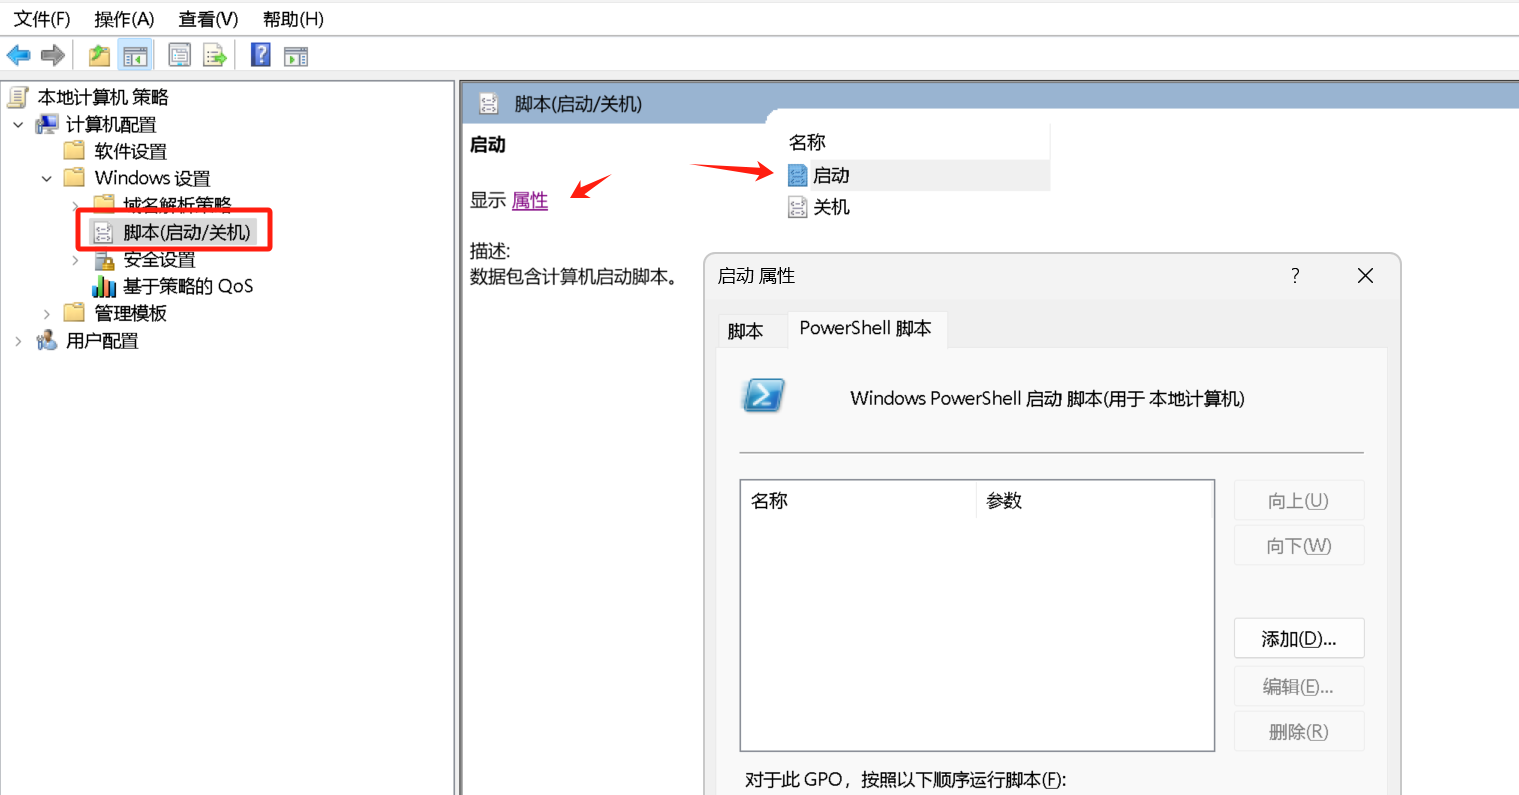 文件(F) 操作(A) 查看(V) 帮助(H)
本地计算机 策略
计算机配置
软件设置
Windows 设置
域名解析策略
脚本(启动/关机)
安全设置
基于策略的 QoS
管理模板
用户配置
脚本(启动/关机)
启动
显示 属性
描述:
数据包含计算机启动脚本。
名称
启动
关机
启动 属性
脚本 PowerShell 脚本
Windows PowerShell 启动 脚本(用于 本地计算机)
名称 参数
向上(U)
向下(W)
添加(D)...
编辑(E)...
删除(R)
对于此 GPO，按照以下顺序运行脚本(F):